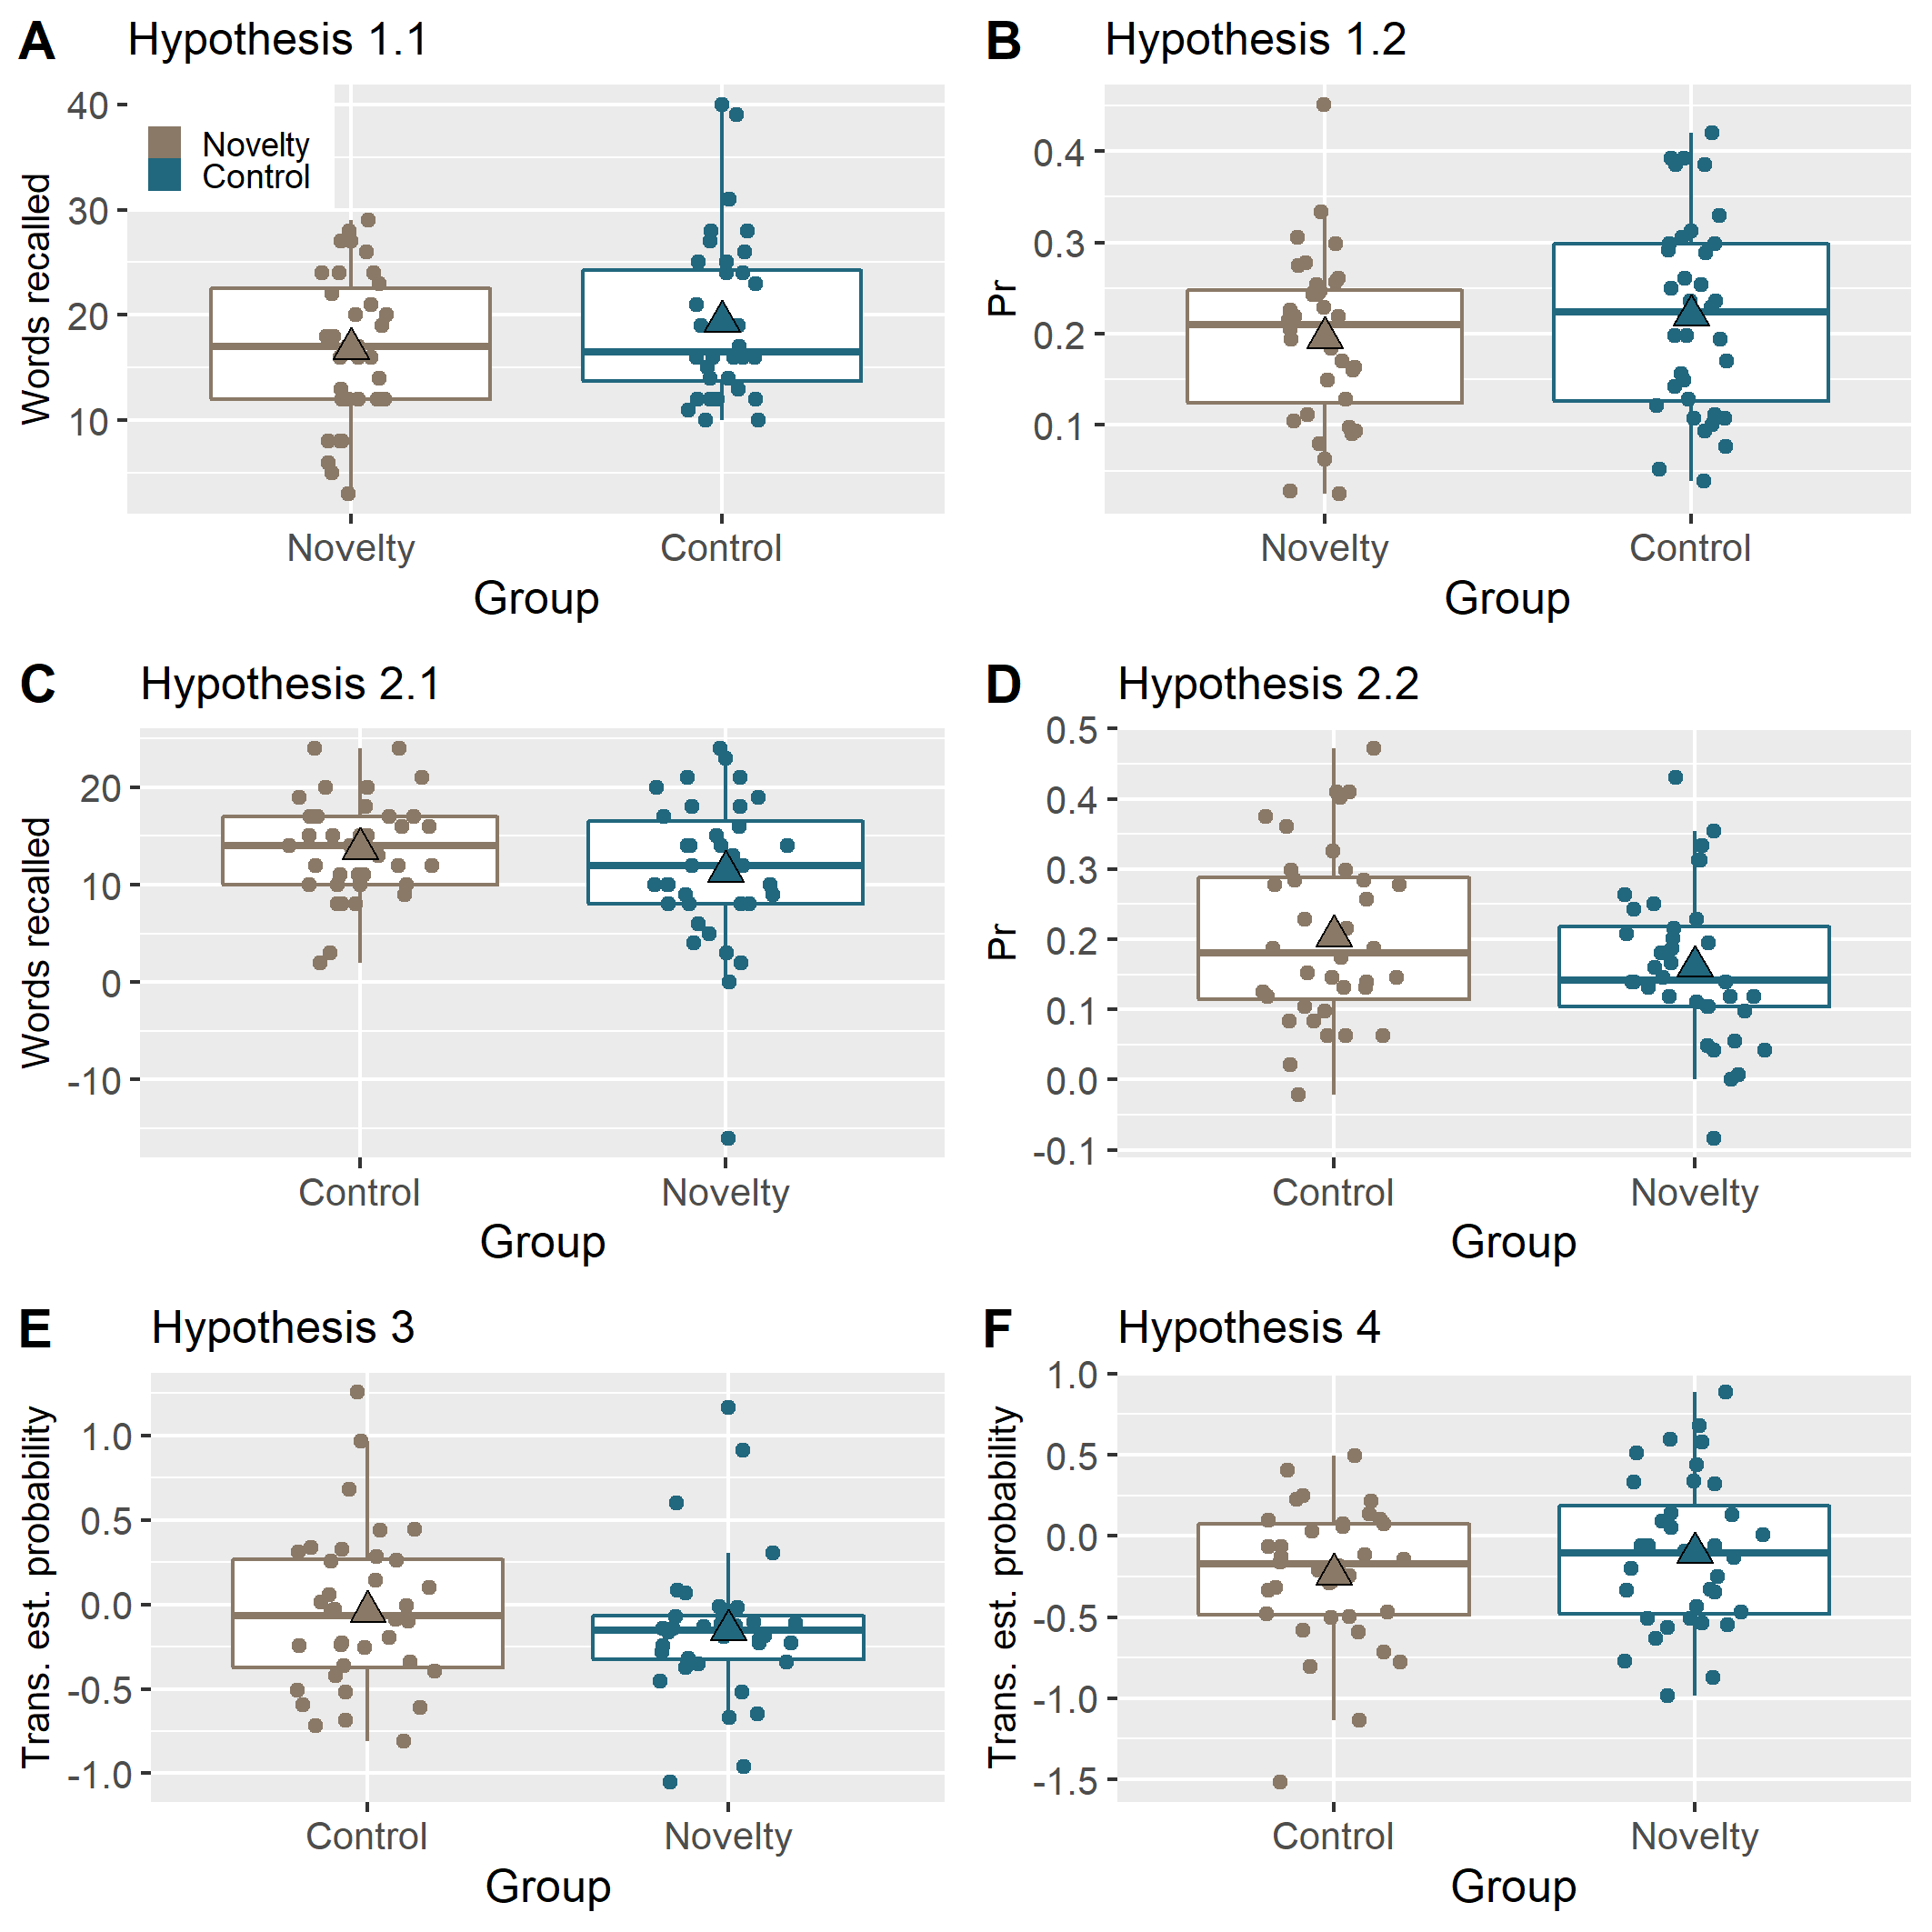 A Hypothesis 1.1
40
30
20
10
Words recalled
Novelty
Control
Novelty Control
Group
B Hypothesis 1.2
0.4
0.3
0.2
0.1
Pr
Novelty Control
Group
C Hypothesis 2.1
20
10
0
-10
Words recalled
Control Novelty
Group
D Hypothesis 2.2
0.5
0.4
0.3
0.2
0.1
0.0
-0.1
Pr
Control Novelty
Group
E Hypothesis 3
1.0
0.5
0.0
-0.5
-1.0
Trans. est. probability
Control Novelty
Group
F Hypothesis 4
1.0
0.5
0.0
-0.5
-1.0
-1.5
Trans. est. probability
Control Novelty
Group